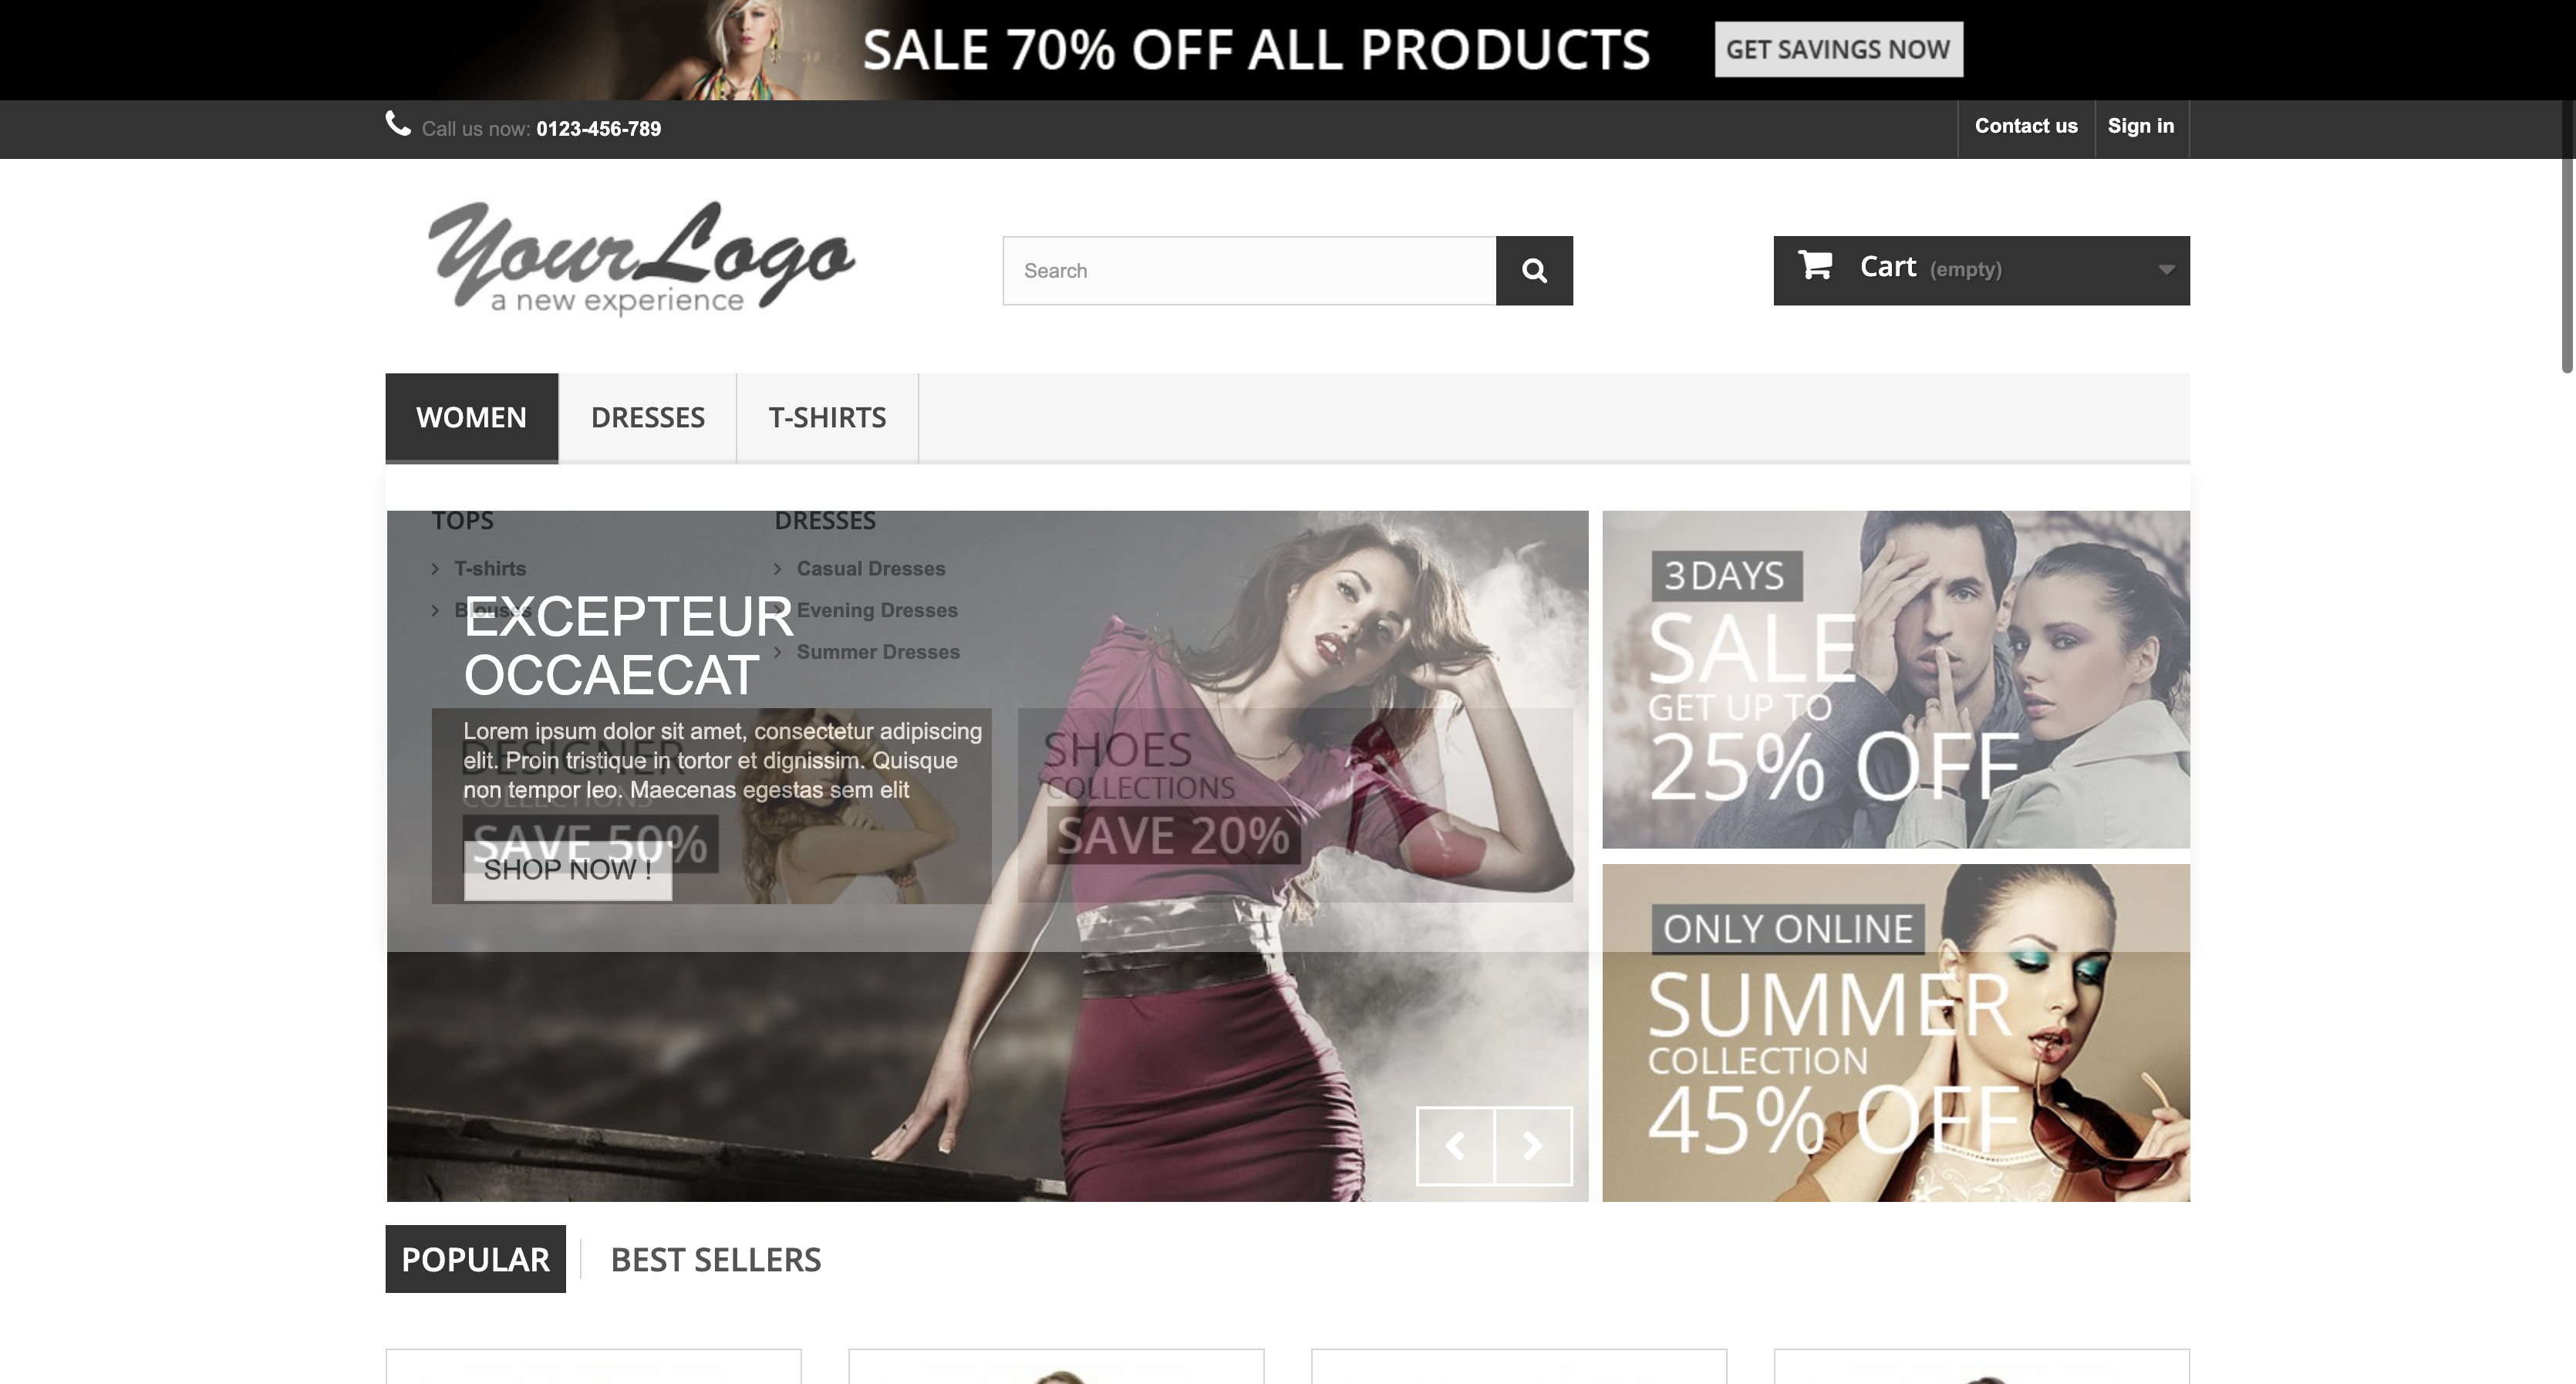 SALE 70% OFF ALL PRODUCTS GET SAVINGS NOW
Call us now: 0123-456-789 Contact us Sign in
YourLogo
a new experience
Search
Cart (empty)
WOMEN DRESSES T-SHIRTS
TOPS
T-shirts
Blouses
DRESSES
Casual Dresses
Evening Dresses
Summer Dresses
EXCEPTEUR
OCCAECAT
Lorem ipsum dolor sit amet, consectetur adipiscing
elit. Proin tristique in tortor et dignissim. Quisque
non tempor leo. Maecenas egestas sem elit
SHOP NOW !
DESIGNER
COLLECTIONS
SAVE 50%
SHOES
COLLECTIONS
SAVE 20%
3 DAYS
SALE
GET UP TO
25% OFF
ONLY ONLINE
SUMMER
COLLECTION
45% OFF
POPULAR BEST SELLERS